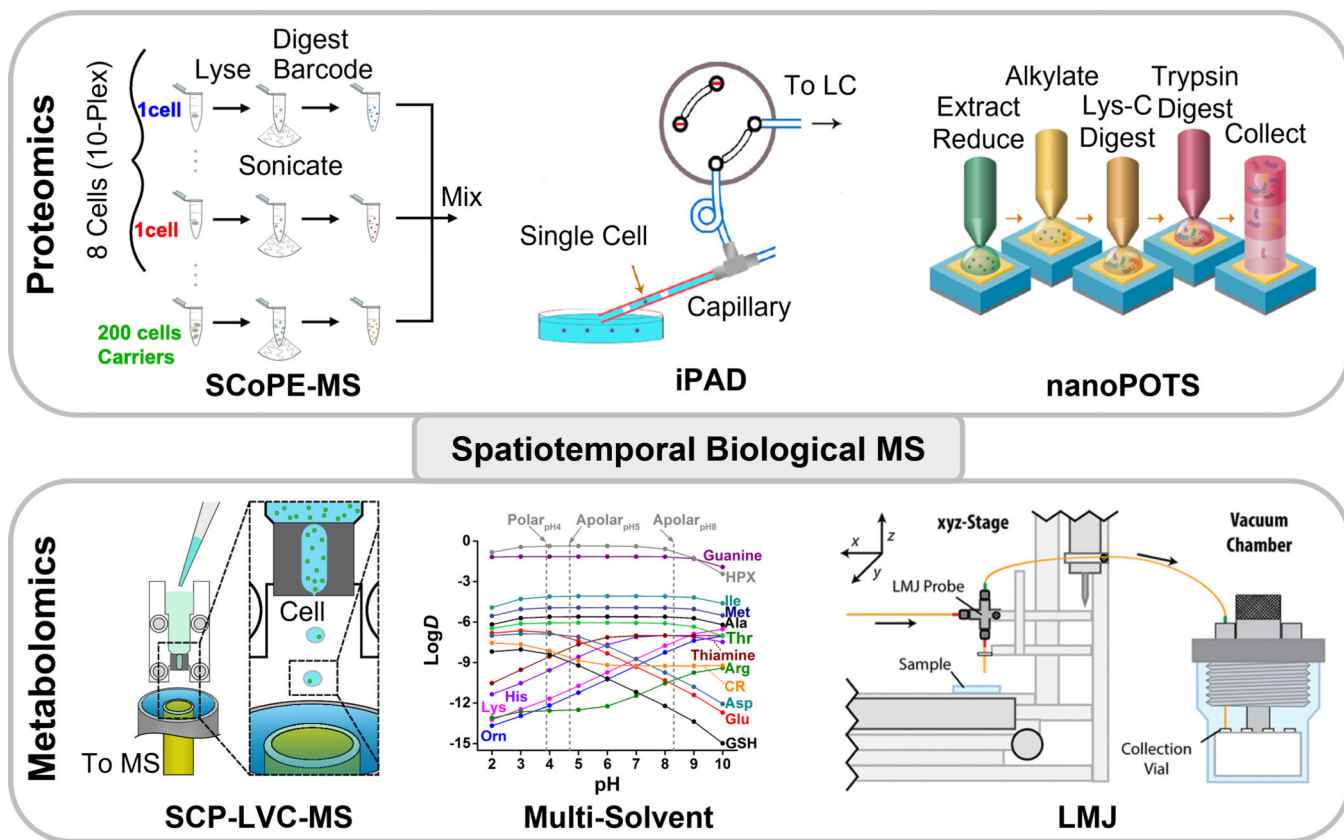 Proteomics
8 Cells (10-Plex)
1cell
1cell
200 cells
Carriers
Lyse
Digest
Barcode
Sonicate
Mix
SCoPE-MS
To LC
Single Cell
Capillary
iPAD
Extract
Reduce
Alkylate
Lys-C
Digest
Trypsin
Digest
Collect
nanoPOTS
Spatiotemporal Biological MS
Metabolomics
Cell
To MS
SCP-LVC-MS
Polar pH4
Apolar pH5
Apolar pH8
LogD
0
-3
-6
-9
-12
-15
2 3 4 5 6 7 8 9 10
pH
Guanine
HPX
Ile
Met
Ala
Thr
Thiamine
Arg
CR
Asp
Glu
GSH
His
Lys
Orn
Multi-Solvent
x
y
z
xyz-Stage
LMJ Probe
Sample
Vacuum
Chamber
Collection
Vial
LMJ